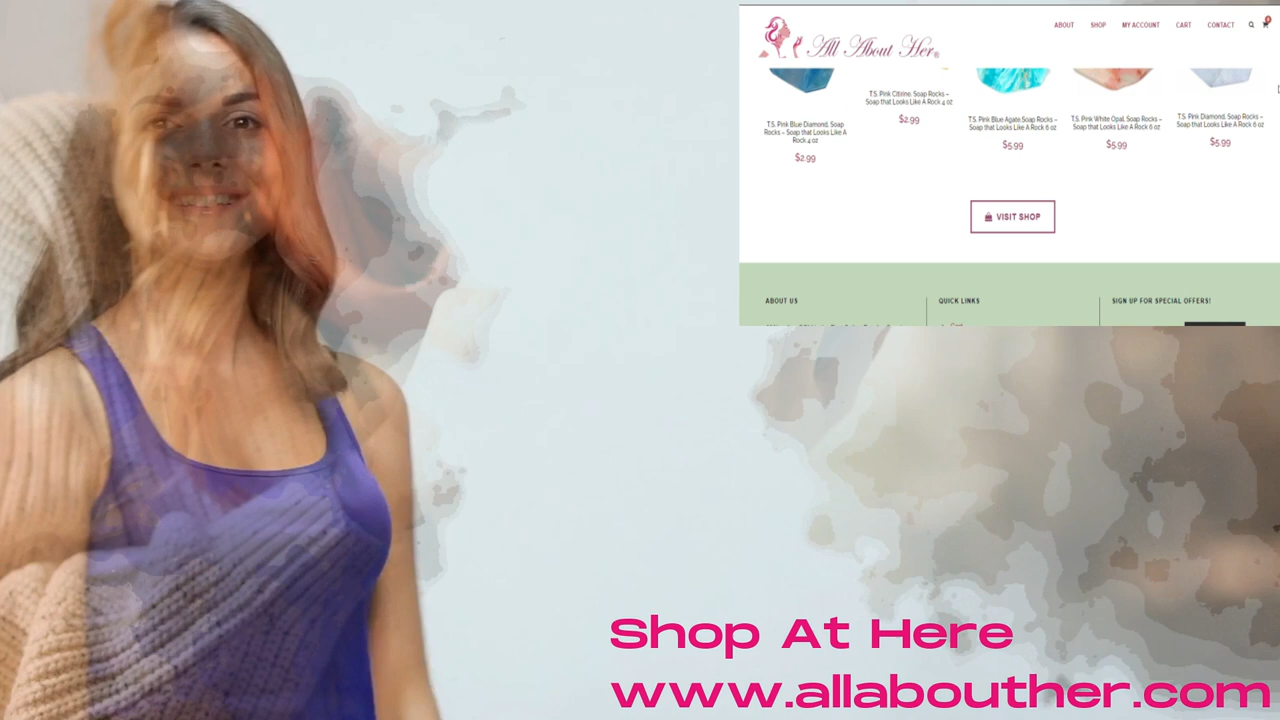 All About Her®
ABOUT SHOP MY ACCOUNT CART CONTACT
T.S. Pink Blue Diamond, Soap
Rocks – Soap that Looks Like A
Rock 4 oz
$2.99
T.S. Pink Citrine, Soap Rocks –
Soap that Looks Like A Rock 4 oz
$2.99
T.S. Pink Blue Agate,Soap Rocks –
Soap that Looks Like A Rock 6 oz
$5.99
T.S. Pink White Opal, Soap Rocks –
Soap that Looks Like A Rock 6 oz
$5.99
T.S. Pink Diamond, Soap Rocks –
Soap that Looks Like A Rock 6 oz
$5.99
VISIT SHOP
ABOUT US
QUICK LINKS
SIGN UP FOR SPECIAL OFFERS!
Shop At Here
www.allabouther.com